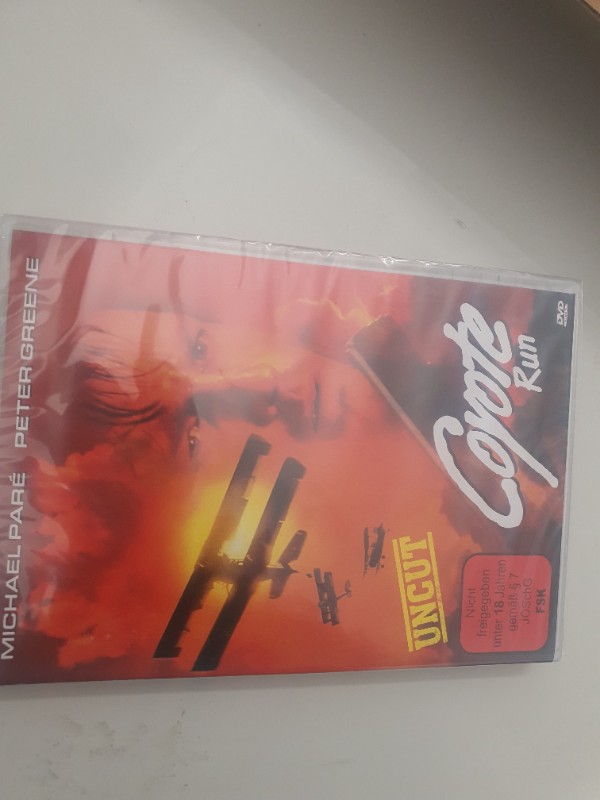 MICHAEL PARÉ PETER GREENE
Coyote
Run
DVD
UNCUT
Nicht
freigegeben
unter 18 Jahren
gemäß § 7
JÖSchG
FSK